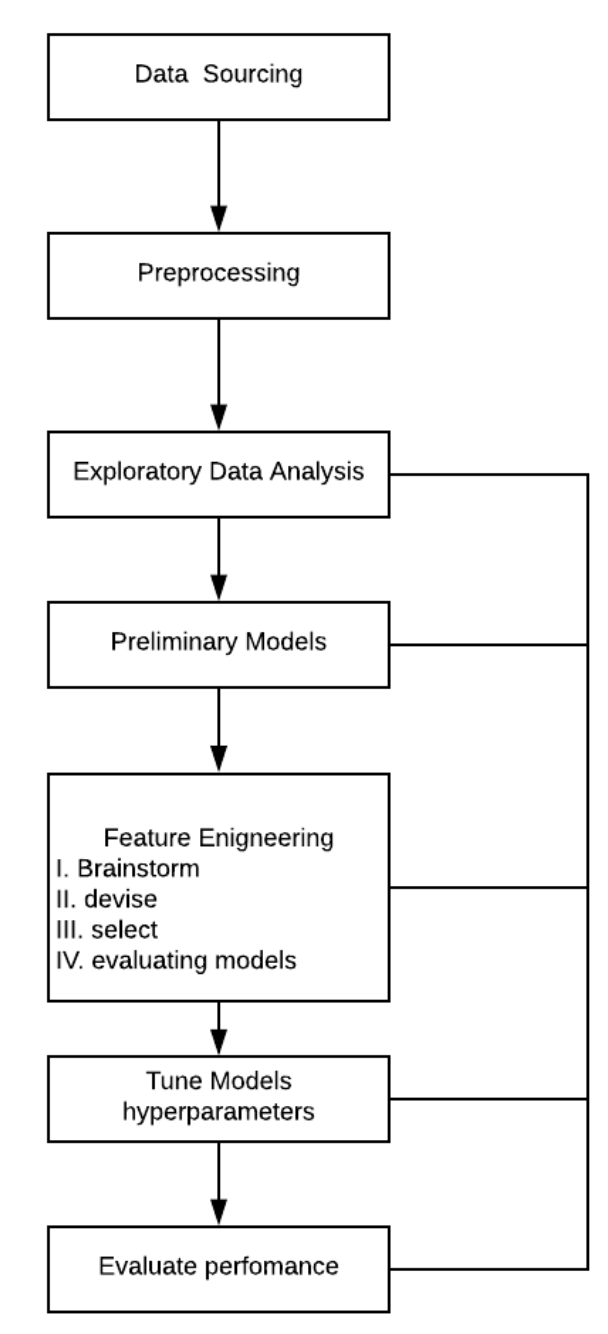 Data  Sourcing
Preprocessing
Exploratory Data Analysis
Preliminary Models
Feature Enigneering
I. Brainstorm
II. devise
III. select
IV. evaluating models
Tune Models
hyperparameters
Evaluate perfomance